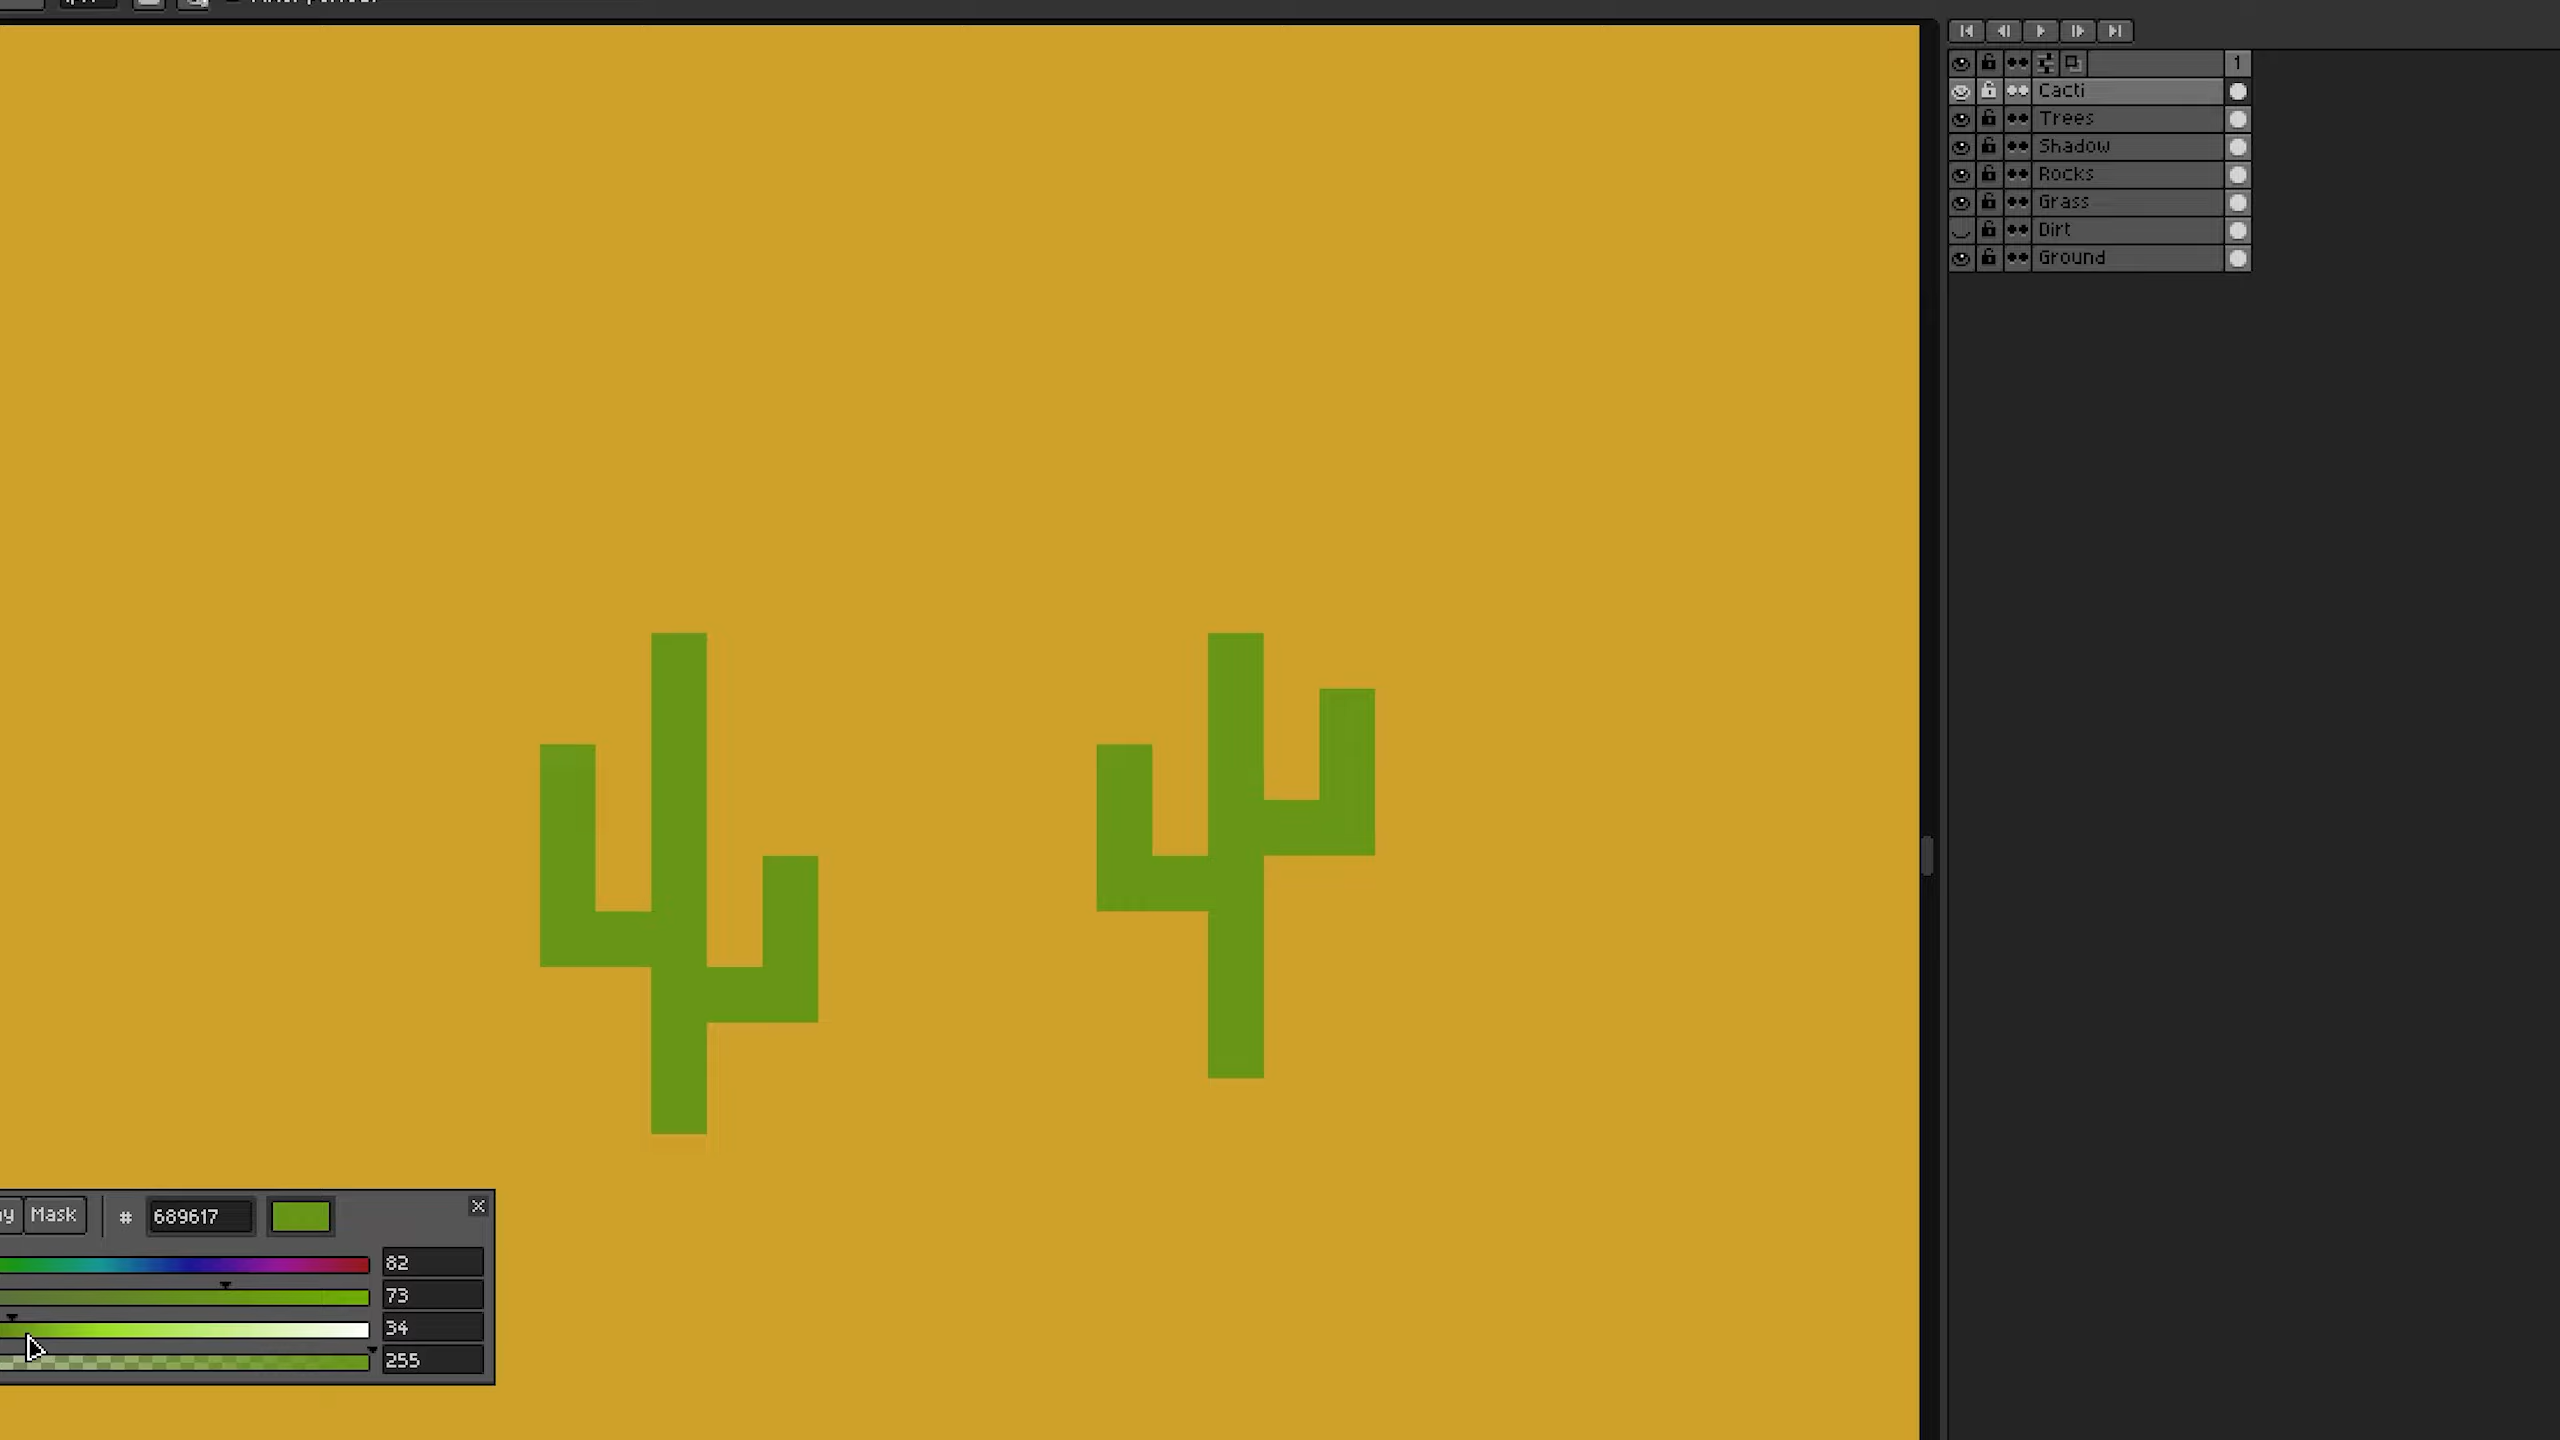 1
Cacti
Trees
Shadow
Rocks
Grass
Dirt
Ground
Mask # 689617 X
82
73
34
255